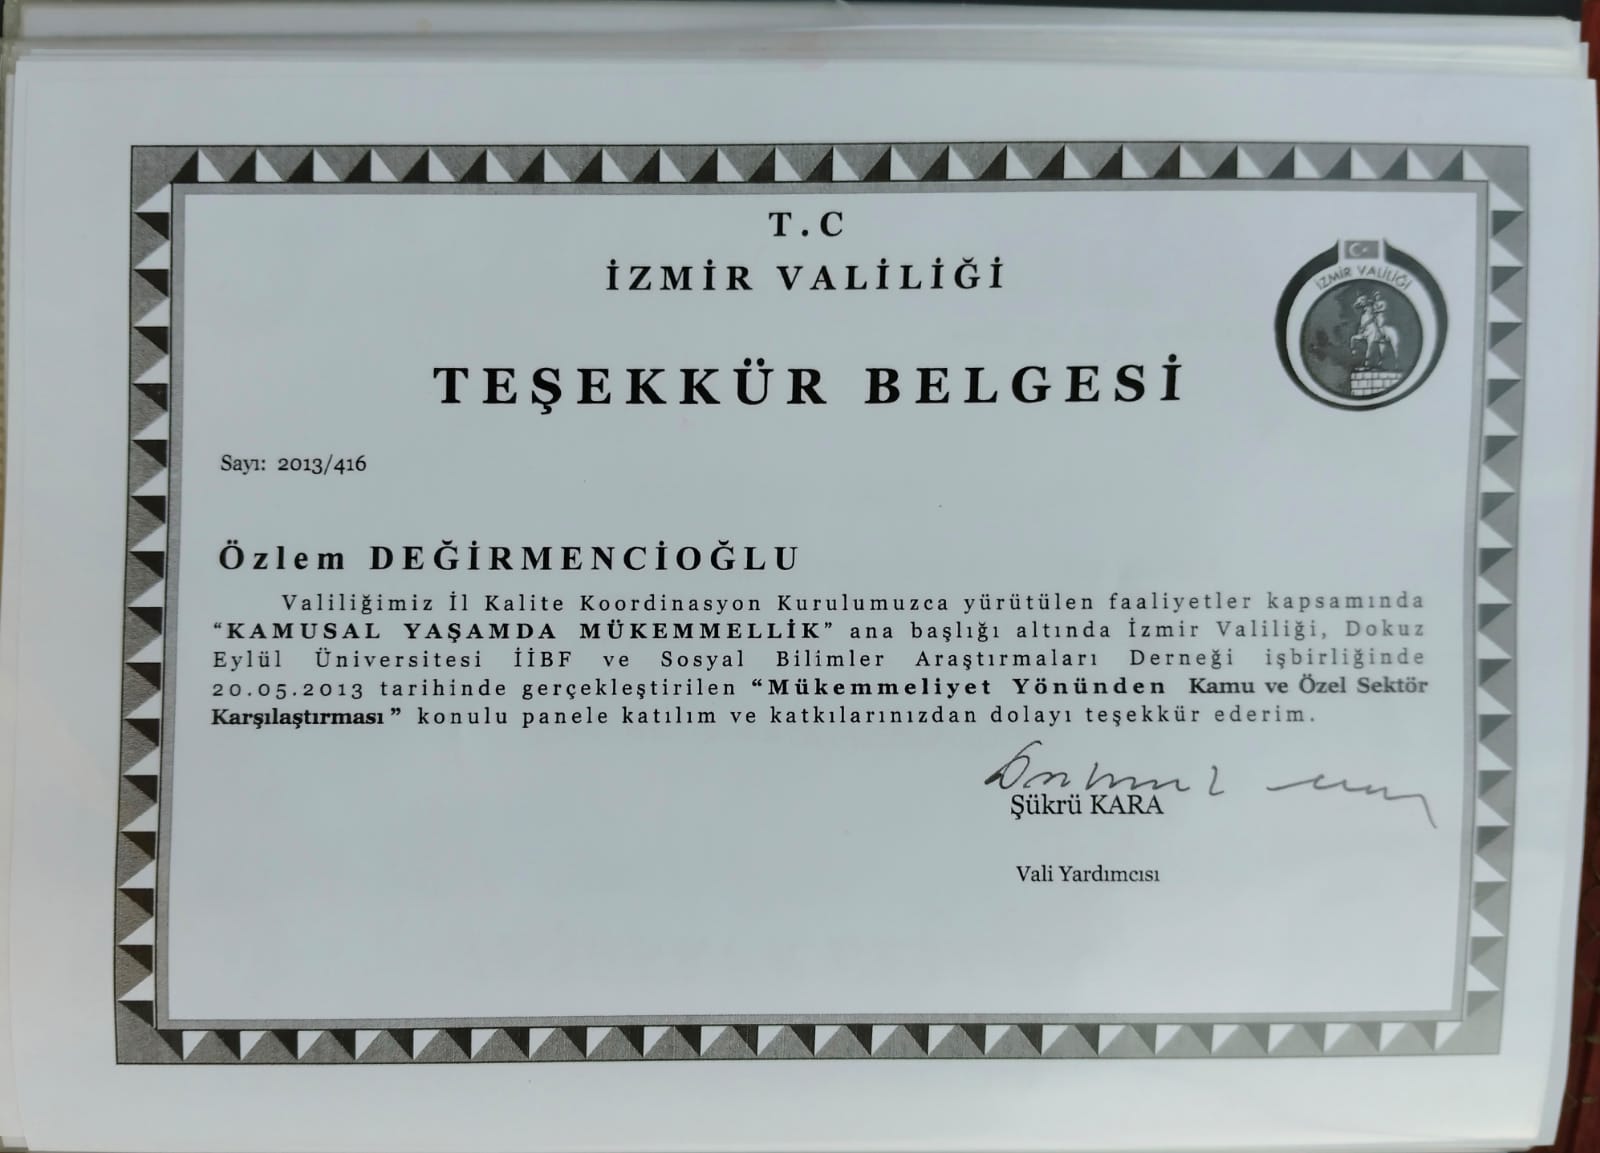 T.C
İZMİR VALİLİĞİ
İZMİR VALİLİĞİ
TEŞEKKÜR BELGESİ
Sayı: 2013/416
Özlem DEĞİRMENCİOĞLU
Valiliğimiz İl Kalite Koordinasyon Kurulumuzca yürütülen faaliyetler kapsamında
“KAMUSAL YAŞAMDA MÜKEMMELLİK” ana başlığı altında İzmir Valiliği, Dokuz
Eylül Üniversitesi İİBF ve Sosyal Bilimler Araştırmaları Derneği işbirliğinde
20.05.2013 tarihinde gerçekleştirilen “Mükemmeliyet Yönünden Kamu ve Özel Sektör
Karşılaştırması” konulu panele katılım ve katkılarınızdan dolayı teşekkür ederim.
Şükrü KARA
Vali Yardımcısı